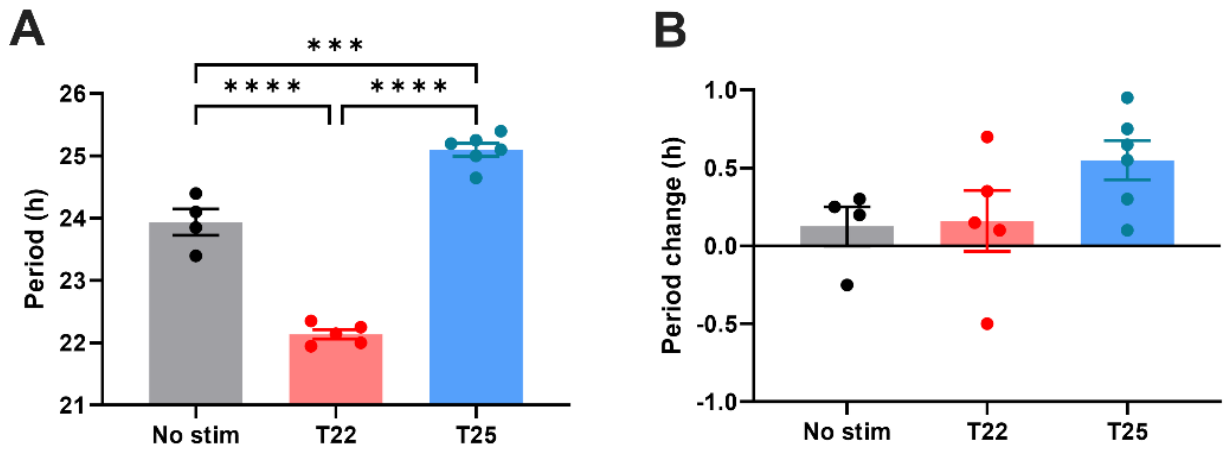 A
***
**** ****
Period (h)
26
25
24
23
22
21
No stim T22 T25
B
Period change (h)
1.0
0.5
0.0
-0.5
-1.0
No stim T22 T25